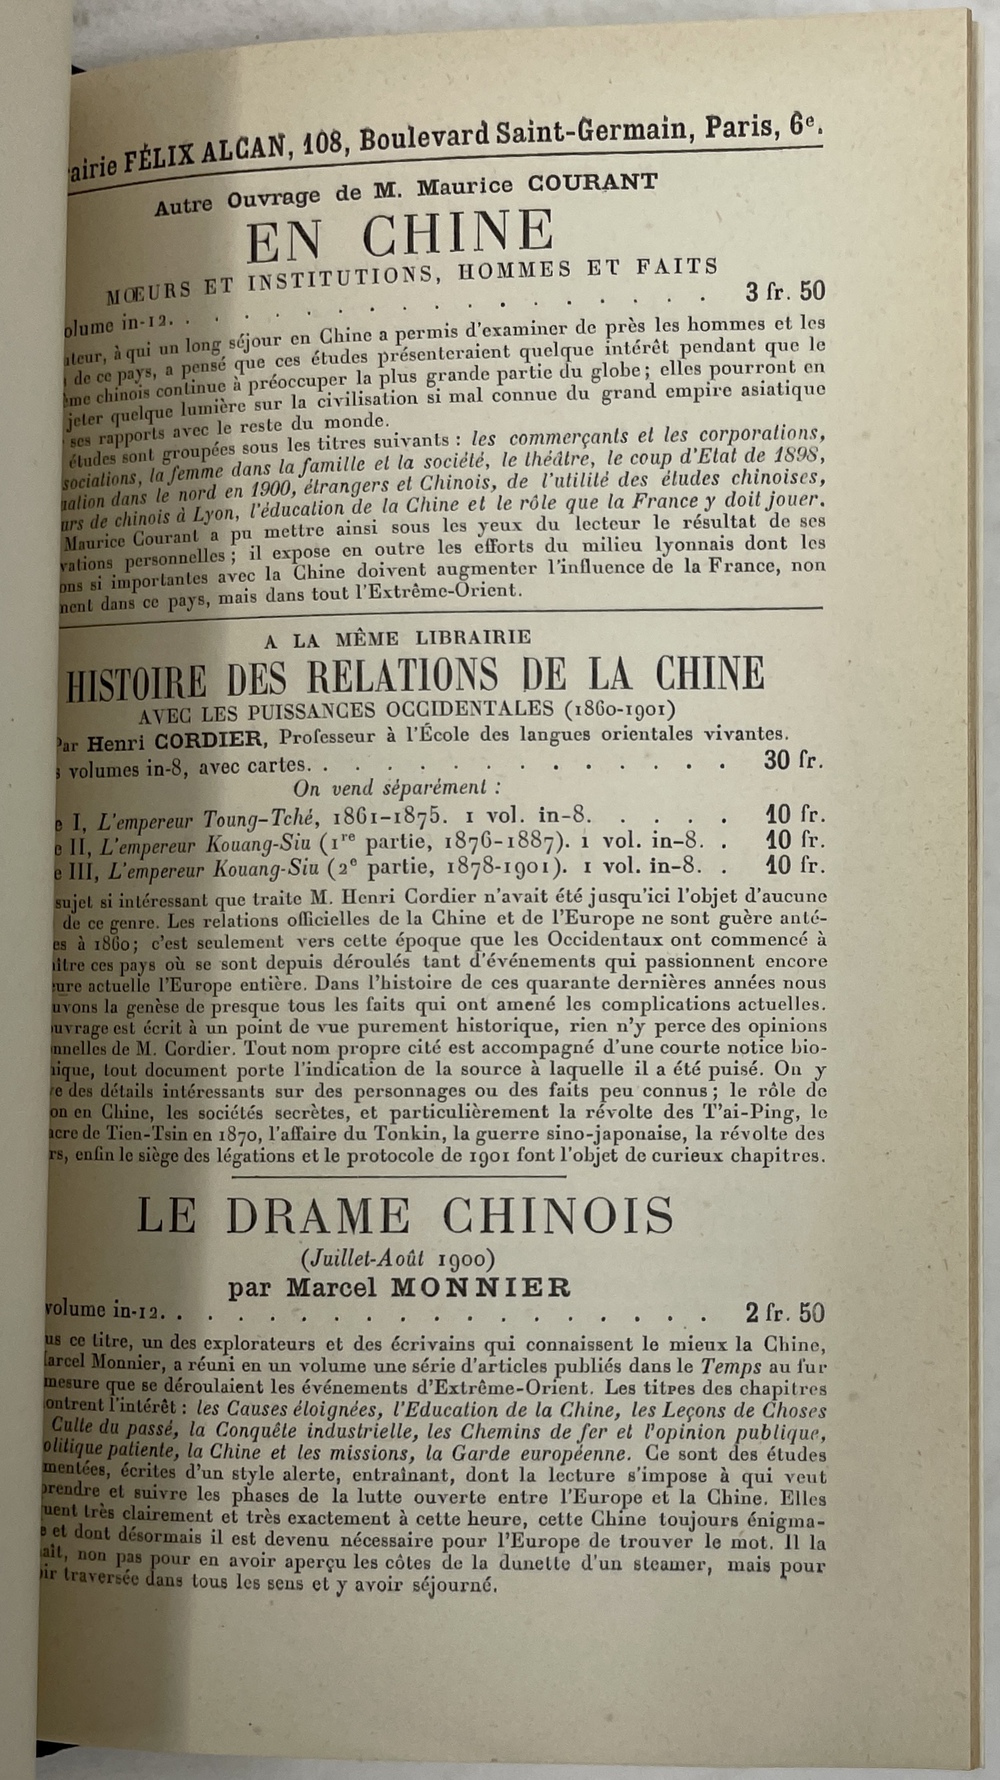 FÉLIX ALCAN, 108, Boulevard Saint-Germain, Paris, 6e.
Autre Ouvrage de M. Maurice COURANT
EN CHINE
MŒURS ET INSTITUTIONS, HOMMES ET FAITS
in-12. . . . . . . . . . . . . . . 3 fr. 50
à qui un long séjour en Chine a permis d'examiner de près les hommes et les
de ce pays, a pensé que ces études présenteraient quelque intérêt pendant que le
chinois continue à préoccuper la plus grande partie du globe ; elles pourront en
jeter quelque lumière sur la civilisation si mal connue du grand empire asiatique
ses rapports avec le reste du monde.
études sont groupées sous les titres suivants : les commerçants et les corporations,
la femme dans la famille et la société, le théâtre, le coup d'Etat de 1898,
dans le nord en 1900, étrangers et Chinois, de l'utilité des études chinoises,
de chinois à Lyon, l'éducation de la Chine et le rôle que la France y doit jouer.
Maurice Courant a pu mettre ainsi sous les yeux du lecteur le résultat de ses
personnelles ; il expose en outre les efforts du milieu lyonnais dont les
si importantes avec la Chine doivent augmenter l'influence de la France, non
dans ce pays, mais dans tout l'Extrême-Orient.
A LA MÊME LIBRAIRIE
HISTOIRE DES RELATIONS DE LA CHINE
AVEC LES PUISSANCES OCCIDENTALES (1860-1901)
Par Henri CORDIER, Professeur à l'École des langues orientales vivantes.
volumes in-8, avec cartes. . . . . . . . . . . . . 30 fr.
On vend séparément :
I, L'empereur Toung-Tché, 1861-1875. 1 vol. in-8. . . . . 10 fr.
II, L'empereur Kouang-Siu (1re partie, 1876-1887). 1 vol. in-8. . 10 fr.
III, L'empereur Kouang-Siu (2e partie, 1878-1901). 1 vol. in-8. . 10 fr.
sujet si intéressant que traite M. Henri Cordier n'avait été jusqu'ici l'objet d'aucune
de ce genre. Les relations officielles de la Chine et de l'Europe ne sont guère anté-
à 1860 ; c'est seulement vers cette époque que les Occidentaux ont commencé à
ces pays où se sont depuis déroulés tant d'événements qui passionnent encore
actuelle l'Europe entière. Dans l'histoire de ces quarante dernières années nous
la genèse de presque tous les faits qui ont amené les complications actuelles.
est écrit à un point de vue purement historique, rien n'y perce des opinions
de M. Cordier. Tout nom propre cité est accompagné d'une courte notice bio-
tout document porte l'indication de la source à laquelle il a été puisé. On y
des détails intéressants sur des personnages ou des faits peu connus ; le rôle de
en Chine, les sociétés secrètes, et particulièrement la révolte des T'ai-Ping, le
de Tien-Tsin en 1870, l'affaire du Tonkin, la guerre sino-japonaise, la révolte des
enfin le siège des légations et le protocole de 1901 font l'objet de curieux chapitres.
LE DRAME CHINOIS
(Juillet-Août 1900)
par Marcel MONNIER
volume in-12. . . . . . . . . . . . . . . . 2 fr. 50
ce titre, un des explorateurs et des écrivains qui connaissent le mieux la Chine,
Marcel Monnier, a réuni en un volume une série d'articles publiés dans le Temps au fur
mesure que se déroulaient les événements d'Extrême-Orient. Les titres des chapitres
l'intérêt : les Causes éloignées, l'Education de la Chine, les Leçons de Choses
Culte du passé, la Conquête industrielle, les Chemins de fer et l'opinion publique,
patiente, la Chine et les missions, la Garde européenne. Ce sont des études
écrites d'un style alerte, entraînant, dont la lecture s'impose à qui veut
et suivre les phases de la lutte ouverte entre l'Europe et la Chine. Elles
très clairement et très exactement à cette heure, cette Chine toujours énigma-
et dont désormais il est devenu nécessaire pour l'Europe de trouver le mot. Il la
non pas pour en avoir aperçu les côtes de la dunette d'un steamer, mais pour
traversée dans tous les sens et y avoir séjourné.